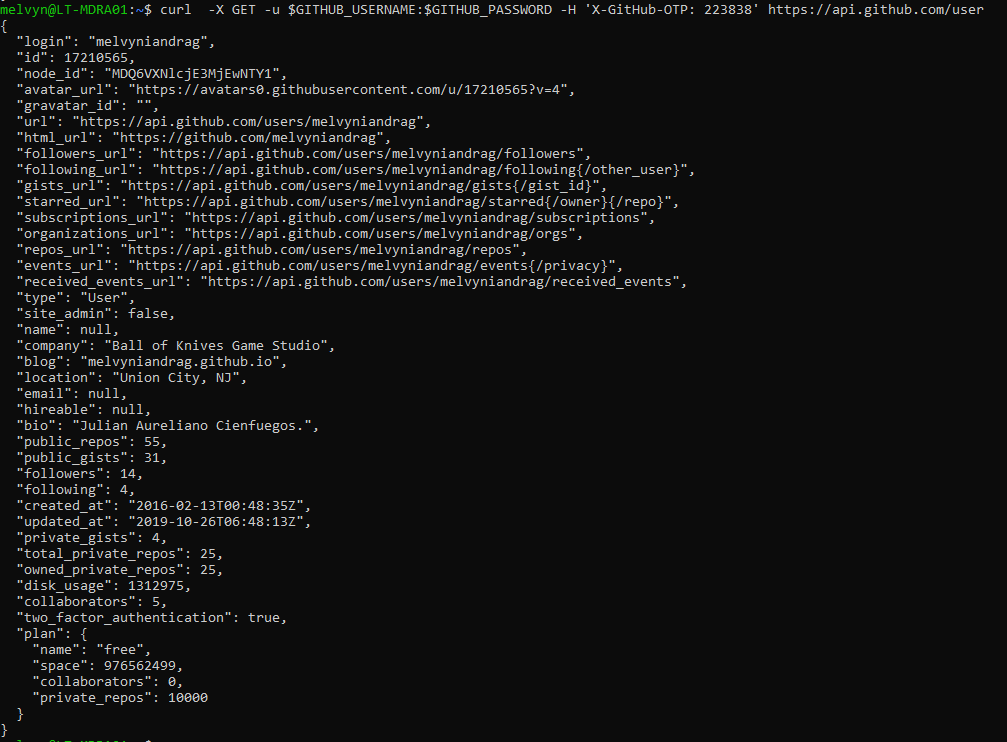 melvyn@LT-MDRA01:~$ curl  -X GET -u $GITHUB_USERNAME:$GITHUB_PASSWORD -H 'X-GitHub-OTP: 223838' https://api.github.com/user
{
  "login": "melvyniandrag",
  "id": 17210565,
  "node_id": "MDQ6VXNlcjE3MjEwNTY1",
  "avatar_url": "https://avatars0.githubusercontent.com/u/17210565?v=4",
  "gravatar_id": "",
  "url": "https://api.github.com/users/melvyniandrag",
  "html_url": "https://github.com/melvyniandrag",
  "followers_url": "https://api.github.com/users/melvyniandrag/followers",
  "following_url": "https://api.github.com/users/melvyniandrag/following{/other_user}",
  "gists_url": "https://api.github.com/users/melvyniandrag/gists{/gist_id}",
  "starred_url": "https://api.github.com/users/melvyniandrag/starred{/owner}{/repo}",
  "subscriptions_url": "https://api.github.com/users/melvyniandrag/subscriptions",
  "organizations_url": "https://api.github.com/users/melvyniandrag/orgs",
  "repos_url": "https://api.github.com/users/melvyniandrag/repos",
  "events_url": "https://api.github.com/users/melvyniandrag/events{/privacy}",
  "received_events_url": "https://api.github.com/users/melvyniandrag/received_events",
  "type": "User",
  "site_admin": false,
  "name": null,
  "company": "Ball of Knives Game Studio",
  "blog": "melvyniandrag.github.io",
  "location": "Union City, NJ",
  "email": null,
  "hireable": null,
  "bio": "Julian Aureliano Cienfuegos.",
  "public_repos": 55,
  "public_gists": 31,
  "followers": 14,
  "following": 4,
  "created_at": "2016-02-13T00:48:35Z",
  "updated_at": "2019-10-26T06:48:13Z",
  "private_gists": 4,
  "total_private_repos": 25,
  "owned_private_repos": 25,
  "disk_usage": 1312975,
  "collaborators": 5,
  "two_factor_authentication": true,
  "plan": {
    "name": "free",
    "space": 976562499,
    "collaborators": 0,
    "private_repos": 10000
  }
}